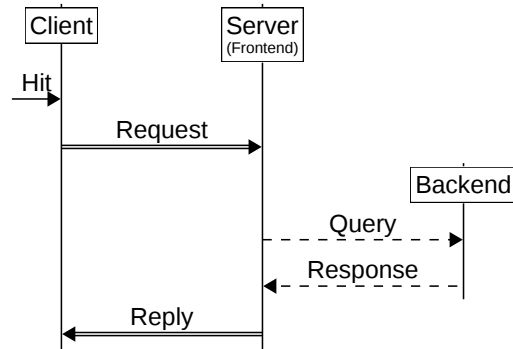 Client
Server
(Frontend)
Hit
Request
Backend
Query
Response
Reply